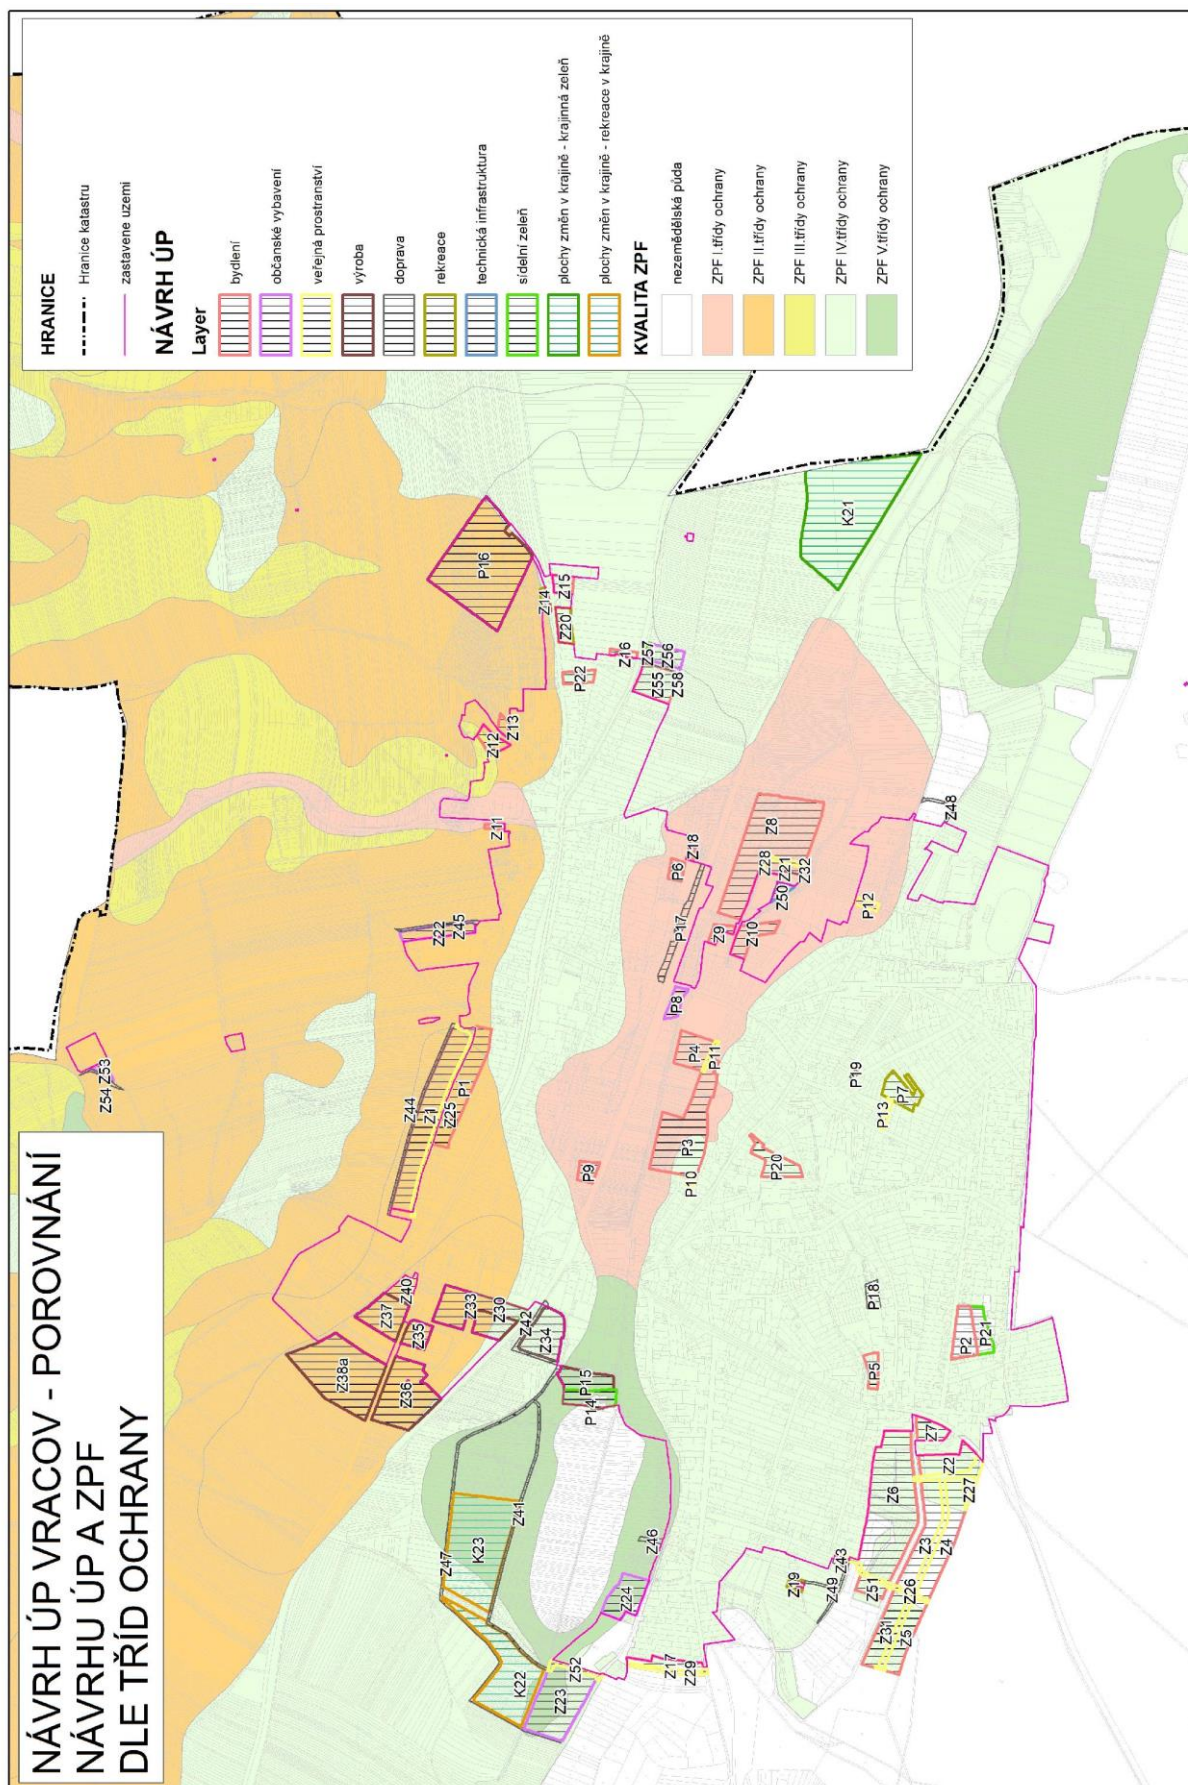 NÁVRH ÚP VRACOV - POROVNÁNÍ
NÁVRHU ÚP A ZPF
DLE TŘÍD OCHRANY
HRANICE
Hranice katastru
zastavene uzemi
NÁVRH ÚP
Layer
bydlení
občanské vybavení
veřejná prostranství
výroba
doprava
rekreace
technická infrastruktura
sídelní zeleň
plochy změn v krajině - krajinná zeleň
plochy změn v krajině - rekreace v krajině
KVALITA ZPF
nezemědělská půda
ZPF I.třídy ochrany
ZPF II.třídy ochrany
ZPF III.třídy ochrany
ZPF IV.třídy ochrany
ZPF V.třídy ochrany
Z54
Z53
Z44
Z1
Z25
P1
Z22
Z45
Z11
Z12
Z13
P16
Z14
Z15
Z20
P22
Z16
Z57
Z56
Z55
Z58
K21
Z38a
Z37
Z40
Z36
Z35
Z33
Z30
Z42
Z34
P15
P14
Z47
K23
Z41
K22
Z23
Z52
Z24
Z46
Z17
Z29
P9
P3
P10
P4
P11
P8
P17
P6
Z18
Z9
Z10
Z8
Z28
Z21
Z32
Z50
P12
Z48
P19
P13
P7
P20
P18
P5
P2
P21
Z19
Z49
Z43
Z51
Z6
Z7
Z2
Z27
Z3
Z4
Z26
Z31
Z5